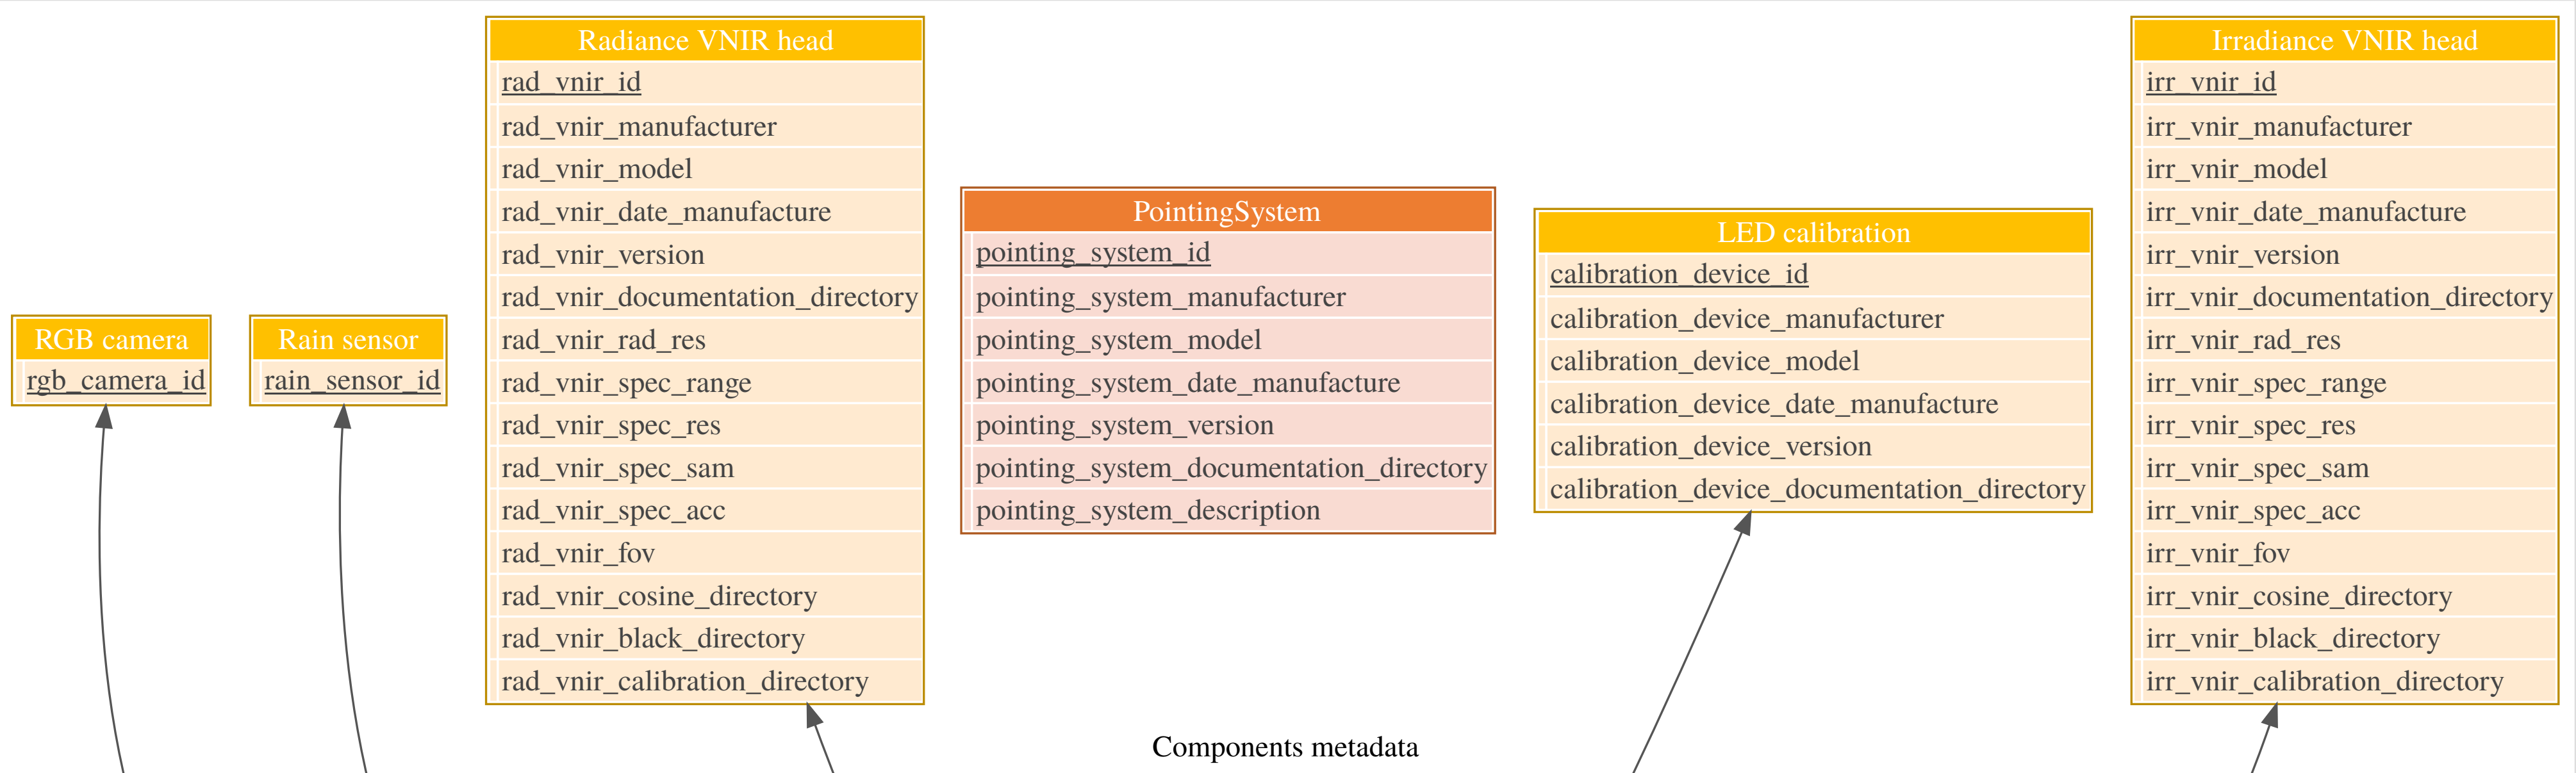 RGB camera
rgb_camera_id
Rain sensor
rain_sensor_id
Radiance VNIR head
rad_vnir_id
rad_vnir_manufacturer
rad_vnir_model
rad_vnir_date_manufacture
rad_vnir_version
rad_vnir_documentation_directory
rad_vnir_rad_res
rad_vnir_spec_range
rad_vnir_spec_res
rad_vnir_spec_sam
rad_vnir_spec_acc
rad_vnir_fov
rad_vnir_cosine_directory
rad_vnir_black_directory
rad_vnir_calibration_directory
PointingSystem
pointing_system_id
pointing_system_manufacturer
pointing_system_model
pointing_system_date_manufacture
pointing_system_version
pointing_system_documentation_directory
pointing_system_description
LED calibration
calibration_device_id
calibration_device_manufacturer
calibration_device_model
calibration_device_date_manufacture
calibration_device_version
calibration_device_documentation_directory
Irradiance VNIR head
irr_vnir_id
irr_vnir_manufacturer
irr_vnir_model
irr_vnir_date_manufacture
irr_vnir_version
irr_vnir_documentation_directory
irr_vnir_rad_res
irr_vnir_spec_range
irr_vnir_spec_res
irr_vnir_spec_sam
irr_vnir_spec_acc
irr_vnir_fov
irr_vnir_cosine_directory
irr_vnir_black_directory
irr_vnir_calibration_directory
Components metadata